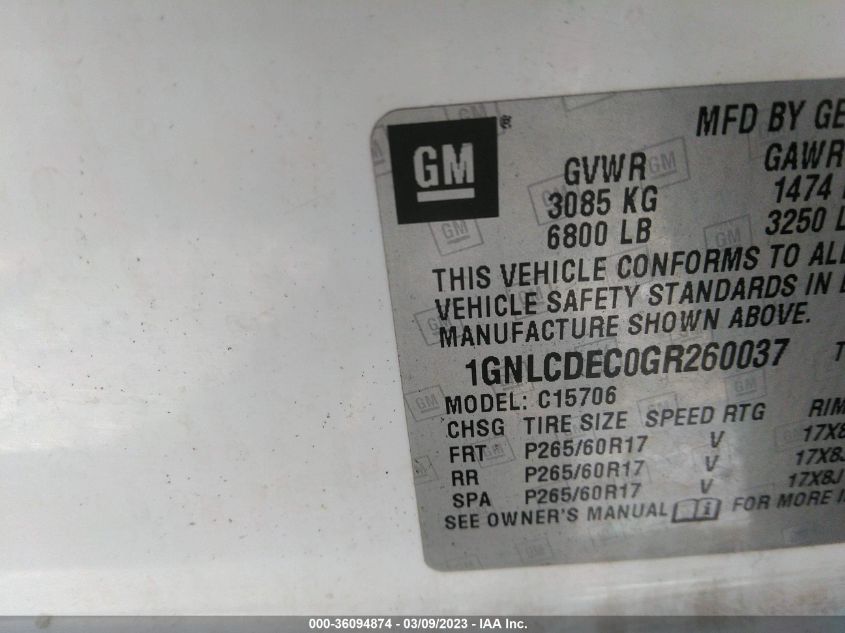 GM ®
MFD BY GE
GVWR GAWR
3085 KG 1474
6800 LB 3250 L
THIS VEHICLE CONFORMS TO ALL
VEHICLE SAFETY STANDARDS IN
MANUFACTURE SHOWN ABOVE.
1GNLCDEC0GR260037 T
MODEL: C15706
CHSG TIRE SIZE SPEED RTG RIM
FRT P265/60R17 V 17X8
RR P265/60R17 V 17X8J
SPA P265/60R17 V 17X8J
SEE OWNER'S MANUAL FOR MORE
000-36094874 - 03/09/2023 - IAA Inc.